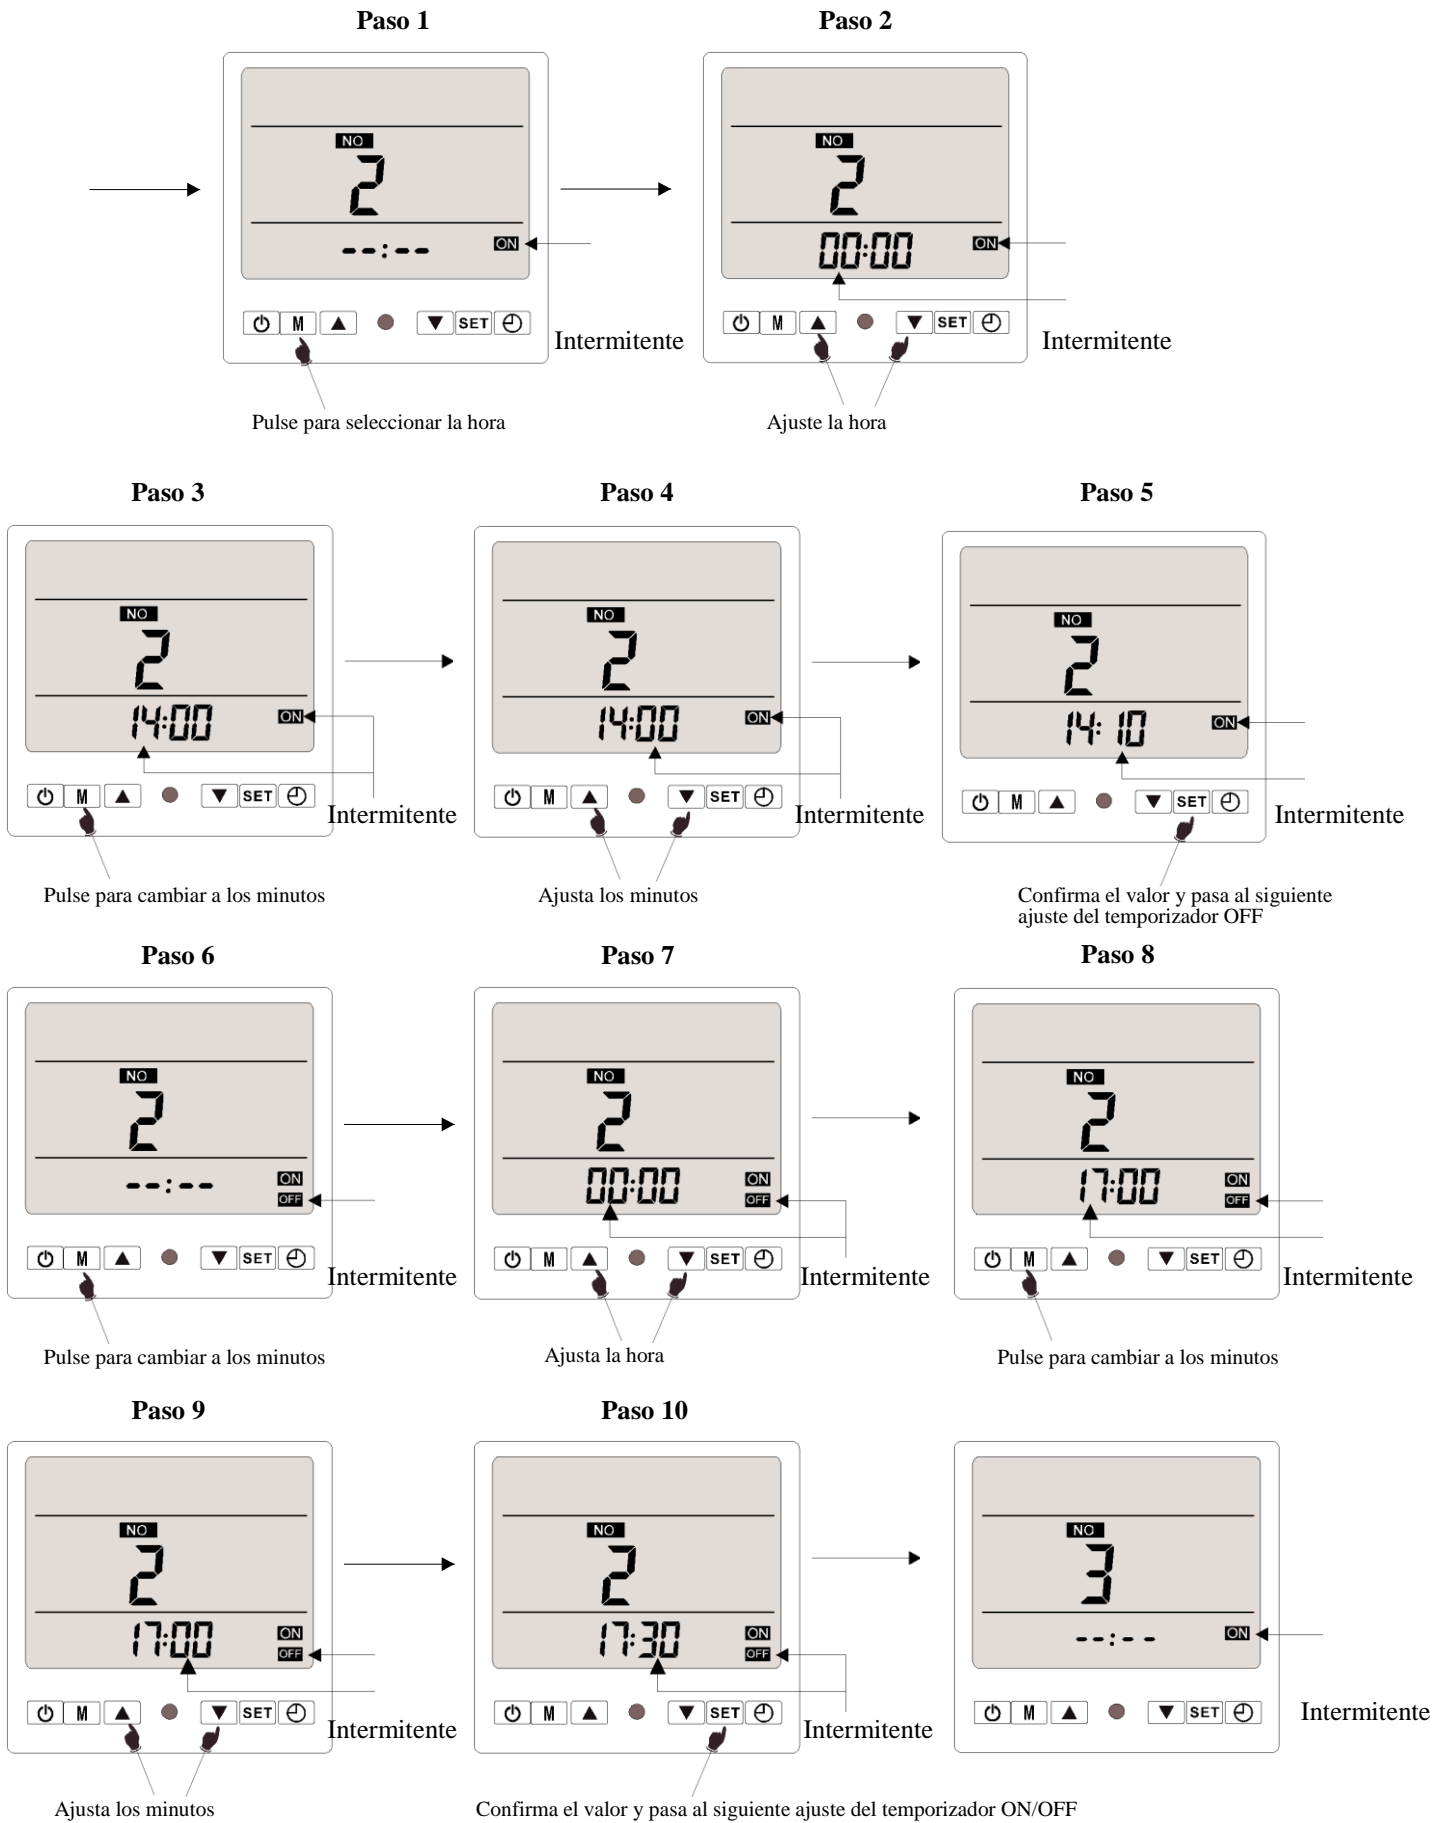 Paso 1
Paso 2
NO
2
--:--
ON
M
SET
Intermitente
Pulse para seleccionar la hora
NO
2
00:00
ON
M
SET
Intermitente
Ajuste la hora
Paso 3
Paso 4
Paso 5
NO
2
14:00
ON
M
SET
Intermitente
Pulse para cambiar a los minutos
NO
2
14:00
ON
M
SET
Intermitente
Ajusta los minutos
NO
2
14:10
ON
M
SET
Intermitente
Confirma el valor y pasa al siguiente
ajuste del temporizador OFF
Paso 6
Paso 7
Paso 8
NO
2
--:--
ON
OFF
M
SET
Intermitente
Pulse para cambiar a los minutos
NO
2
00:00
ON
OFF
M
SET
Intermitente
Ajusta la hora
NO
2
17:00
ON
OFF
M
SET
Intermitente
Pulse para cambiar a los minutos
Paso 9
Paso 10
NO
2
17:00
ON
OFF
M
SET
Intermitente
Ajusta los minutos
NO
2
17:30
ON
OFF
M
SET
Intermitente
Confirma el valor y pasa al siguiente ajuste del temporizador ON/OFF
NO
3
--:--
ON
M
SET
Intermitente